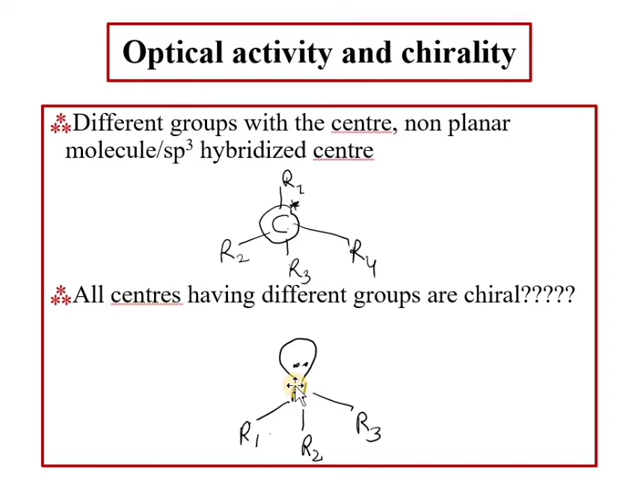 Optical activity and chirality
⁂Different groups with the centre, non planar
molecule/sp³ hybridized centre
R₁
C*
R₂
R₃
R₄
⁂All centres having different groups are chiral?????
R₁
R₂
R₃